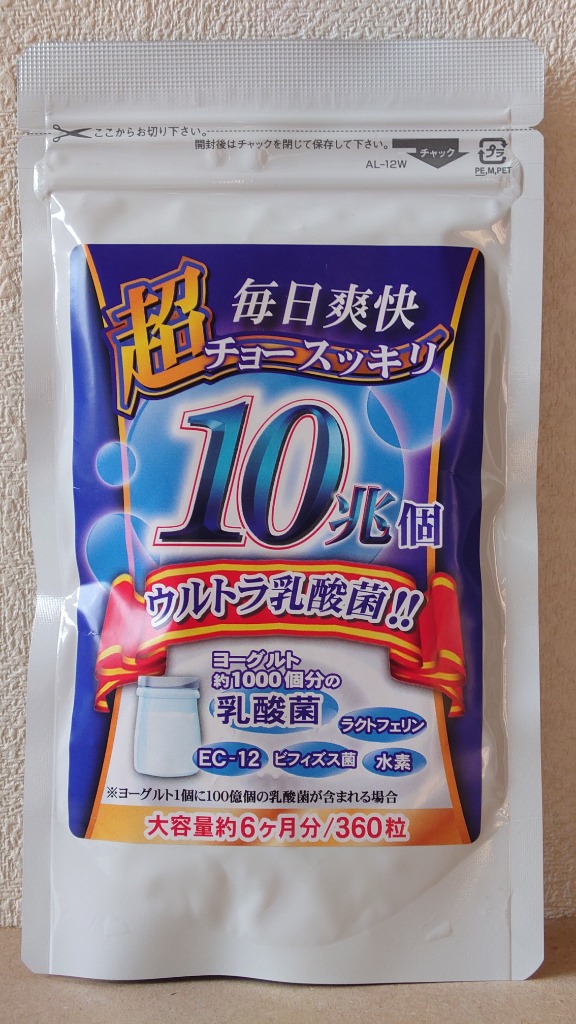 ここからお切り下さい。
開封後はチャックを閉じて保存して下さい。
チャック
プラ
AL-12W
PE,M,PET
毎日爽快
超チョースッキリ
10兆個
ウルトラ乳酸菌!!
ヨーグルト
約1000個分の
乳酸菌
ラクトフェリン
EC-12
ビフィズス菌
水素
※ヨーグルト1個に100億個の乳酸菌が含まれる場合
大容量約6ヶ月分/360粒